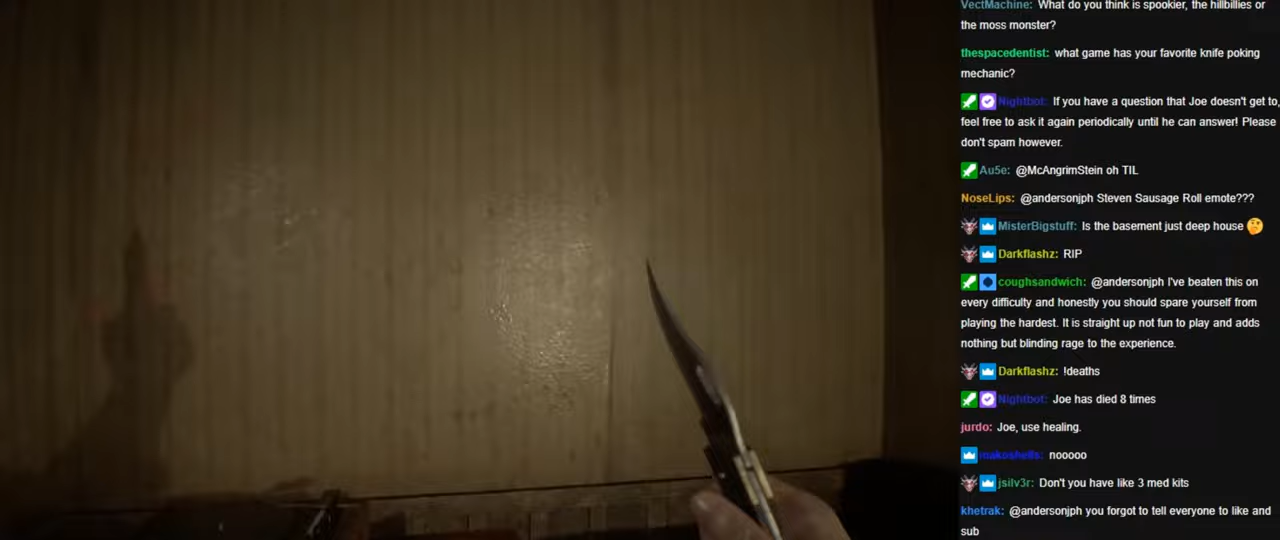 VectMachine: What do you think is spookier, the hillbillies or
the moss monster?
thespacedentist: what game has your favorite knife poking
mechanic?
Nightbot: If you have a question that Joe doesn't get to,
feel free to ask it again periodically until he can answer! Please
don't spam however.
Au5e: @McAngrimStein oh TIL
NoseLips: @andersonjph Steven Sausage Roll emote???
MisterBigstuff: Is the basement just deep house 🤔
Darkflashz: RIP
coughsandwich: @andersonjph I've beaten this on
every difficulty and honestly you should spare yourself from
playing the hardest. It is straight up not fun to play and adds
nothing but blinding rage to the experience.
Darkflashz: !deaths
Nightbot: Joe has died 8 times
jurdo: Joe, use healing.
makoshells: nooooo
jsilv3r: Don't you have like 3 med kits
khetrak: @andersonjph you forgot to tell everyone to like and
sub